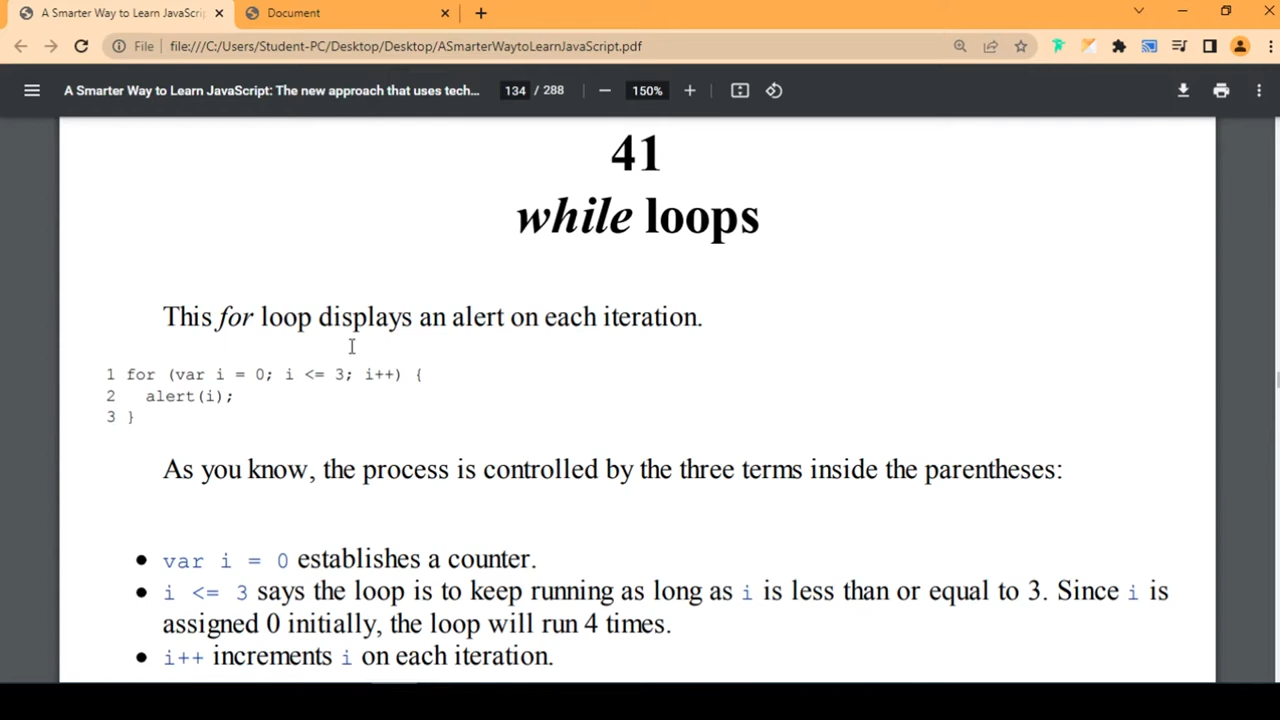 A Smarter Way to Learn JavaScri
Document
File
file:///C:/Users/Student-PC/Desktop/Desktop/ASmarterWaytoLearnJavaScript.pdf
A Smarter Way to Learn JavaScript: The new approach that uses tech...
134 / 288
150%
41
while loops
This for loop displays an alert on each iteration.
1 for (var i = 0; i <= 3; i++) {
2 alert(i);
3 }
As you know, the process is controlled by the three terms inside the parentheses:
• var i = 0 establishes a counter.
• i <= 3 says the loop is to keep running as long as i is less than or equal to 3. Since i is
assigned 0 initially, the loop will run 4 times.
• i++ increments i on each iteration.